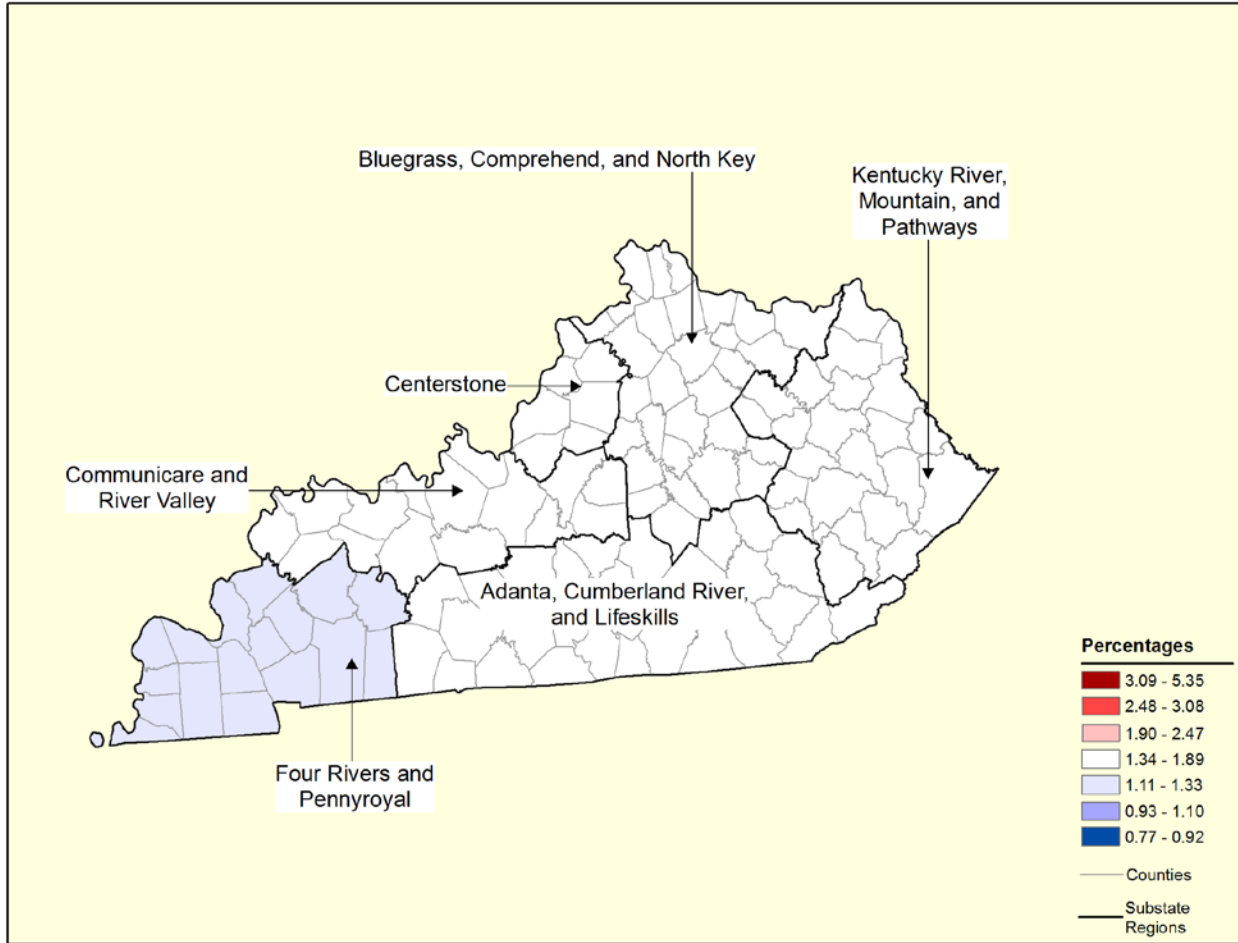 Bluegrass, Comprehend, and North Key
Kentucky River,
Mountain, and
Pathways
Centerstone
Communicare and
River Valley
Adanta, Cumberland River,
and Lifeskills
Four Rivers and
Pennyroyal
Percentages
3.09 - 5.35
2.48 - 3.08
1.90 - 2.47
1.34 - 1.89
1.11 - 1.33
0.93 - 1.10
0.77 - 0.92
Counties
Substate
Regions